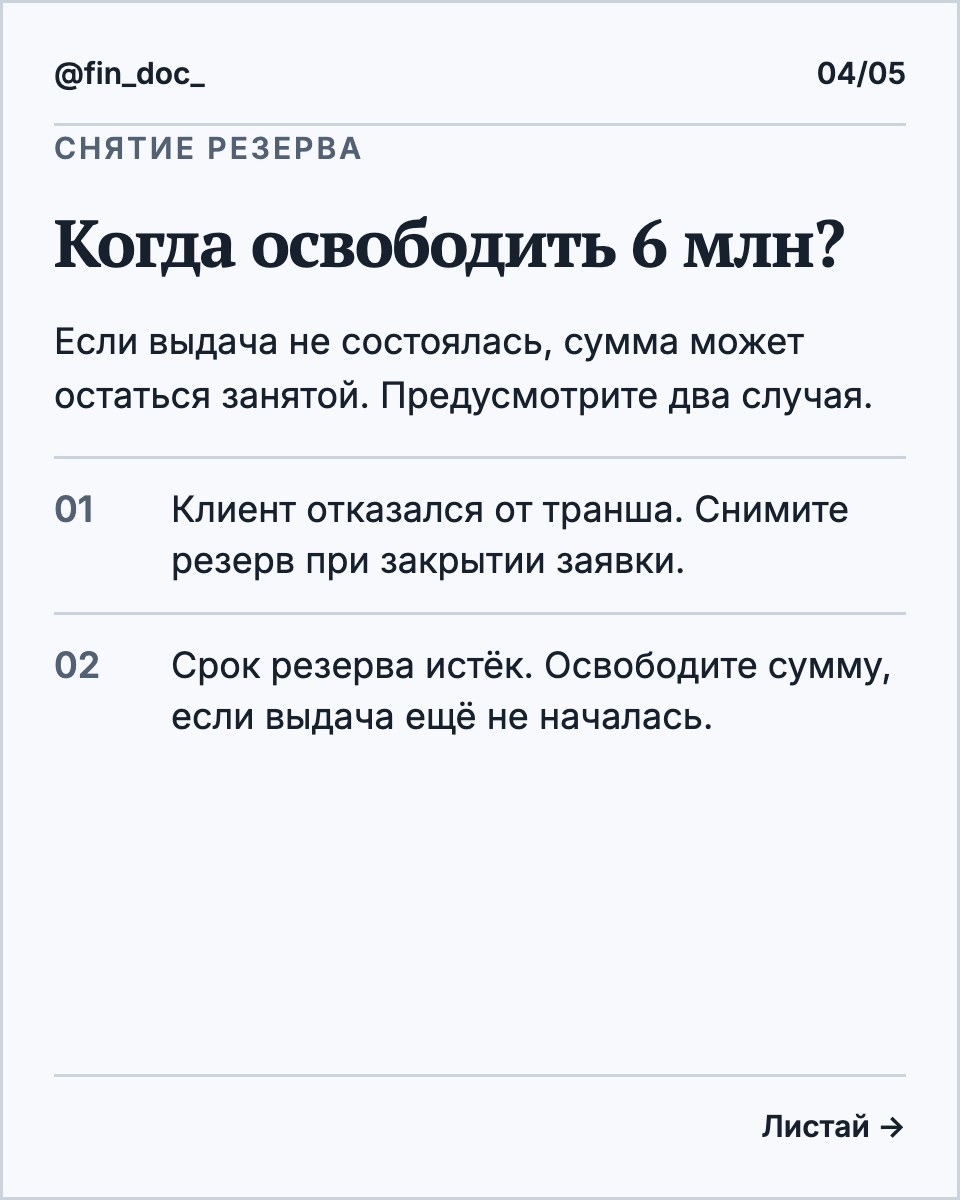 @fin_doc_
04/05
СНЯТИЕ РЕЗЕРВА
Когда освободить 6 млн?
Если выдача не состоялась, сумма может
остаться занятой. Предусмотрите два случая.
01
Клиент отказался от транша. Снимите
резерв при закрытии заявки.
02
Срок резерва истёк. Освободите сумму,
если выдача ещё не началась.
Листай →